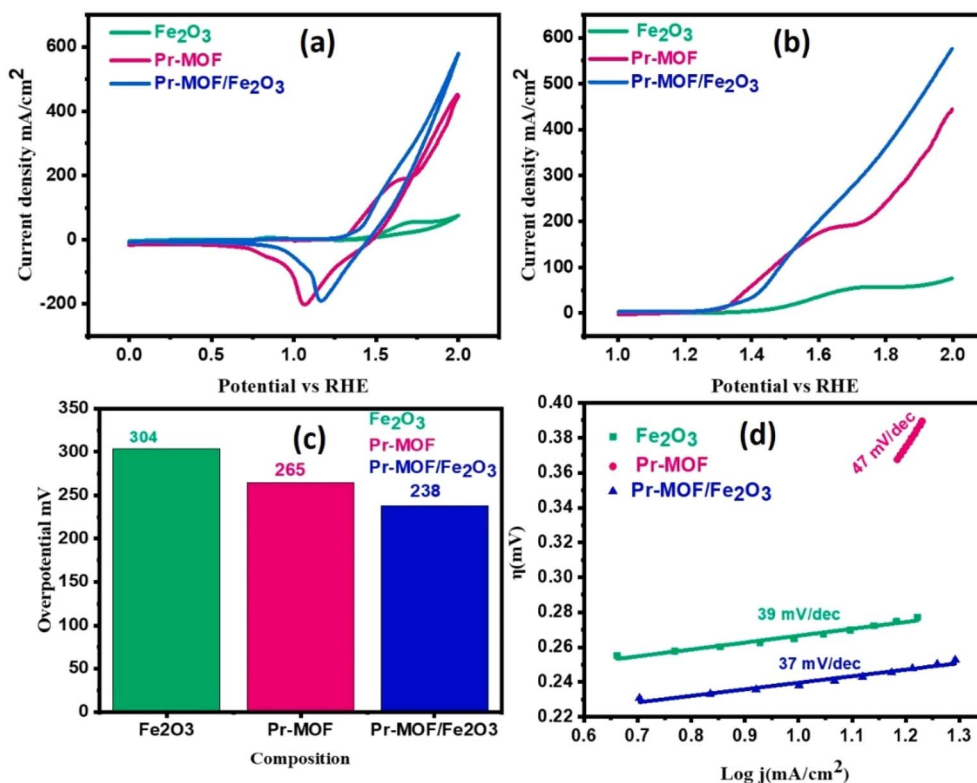 (a)
Fe2O3
Pr-MOF
Pr-MOF/Fe2O3
600
400
200
0
-200
Current density mA/cm²
0.0 0.5 1.0 1.5 2.0
Potential vs RHE
(b)
Fe2O3
Pr-MOF
Pr-MOF/Fe2O3
600
500
400
300
200
100
0
Current density mA/cm²
1.0 1.2 1.4 1.6 1.8 2.0
Potential vs RHE
(c)
Fe2O3
Pr-MOF
Pr-MOF/Fe2O3
350
300
250
200
150
100
50
0
Overpotential mV
304
265
238
Fe2O3 Pr-MOF Pr-MOF/Fe2O3
Composition
(d)
Fe2O3
Pr-MOF
Pr-MOF/Fe2O3
0.40
0.38
0.36
0.34
0.32
0.30
0.28
0.26
0.24
0.22
η(mV)
47 mV/dec
39 mV/dec
37 mV/dec
0.6 0.7 0.8 0.9 1.0 1.1 1.2 1.3
Log j(mA/cm²)